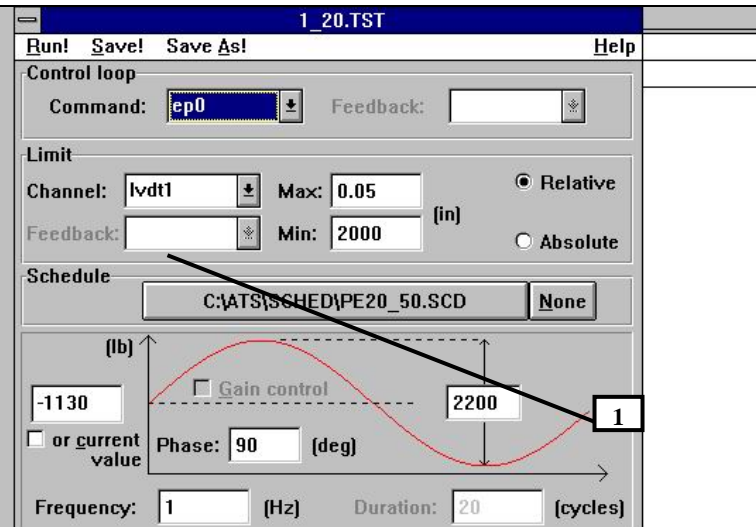 1_20.TST
Run! Save! Save As! Help
Control loop
Command: ep0 Feedback:
Limit
Channel: lvdt1 Max: 0.05 Relative
Feedback: Min: 2000 (in) Absolute
Schedule
C:\ATS\SCHED\PE20_50.SCD None
(lb)
Gain control
-1130 2200 1
or current value Phase: 90 (deg)
Frequency: 1 (Hz) Duration: 20 (cycles)